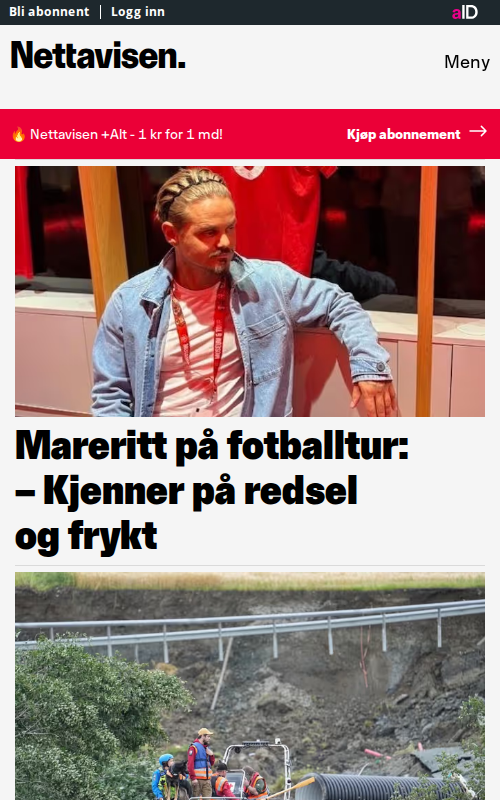 Bli abonnent
Logg inn
aID
Nettavisen.
Meny
🔥 Nettavisen +Alt - 1 kr for 1 md!
Kjøp abonnement →
Mareritt på fotballtur:
– Kjenner på redsel
og frykt